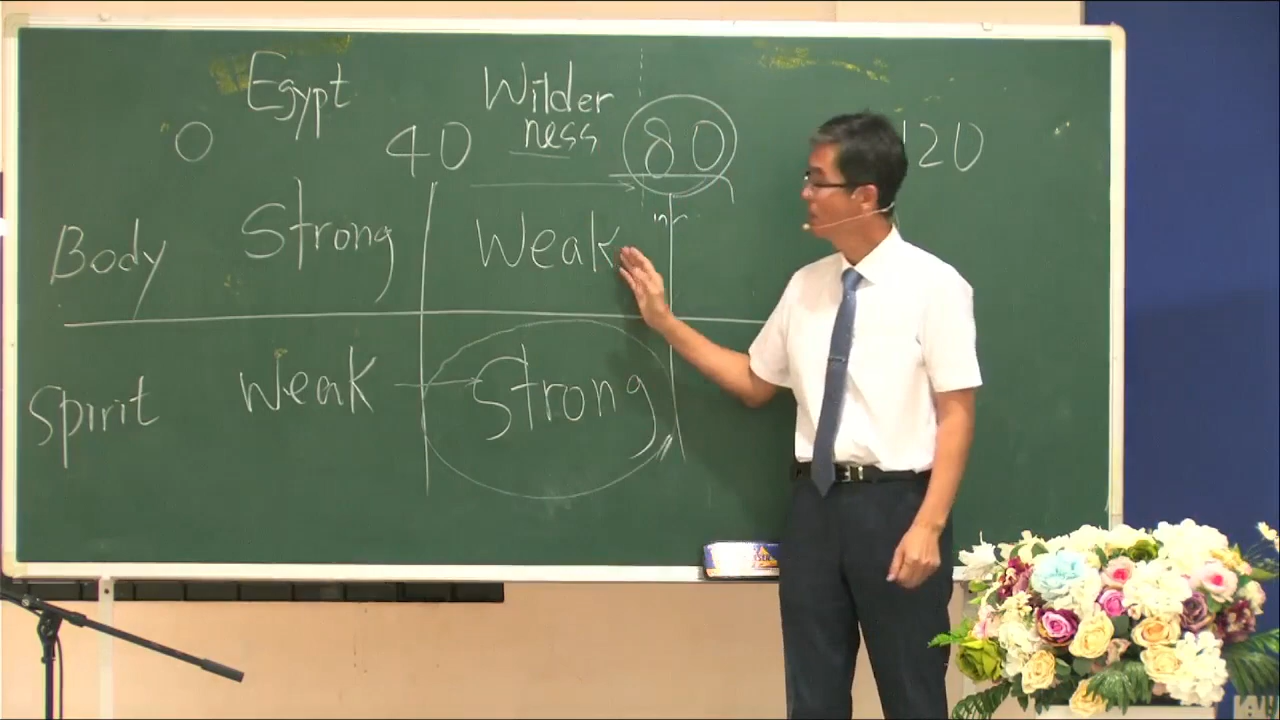 Egypt Wilder
ness
0 40 80 120
Body Strong Weak
Spirit Weak Strong